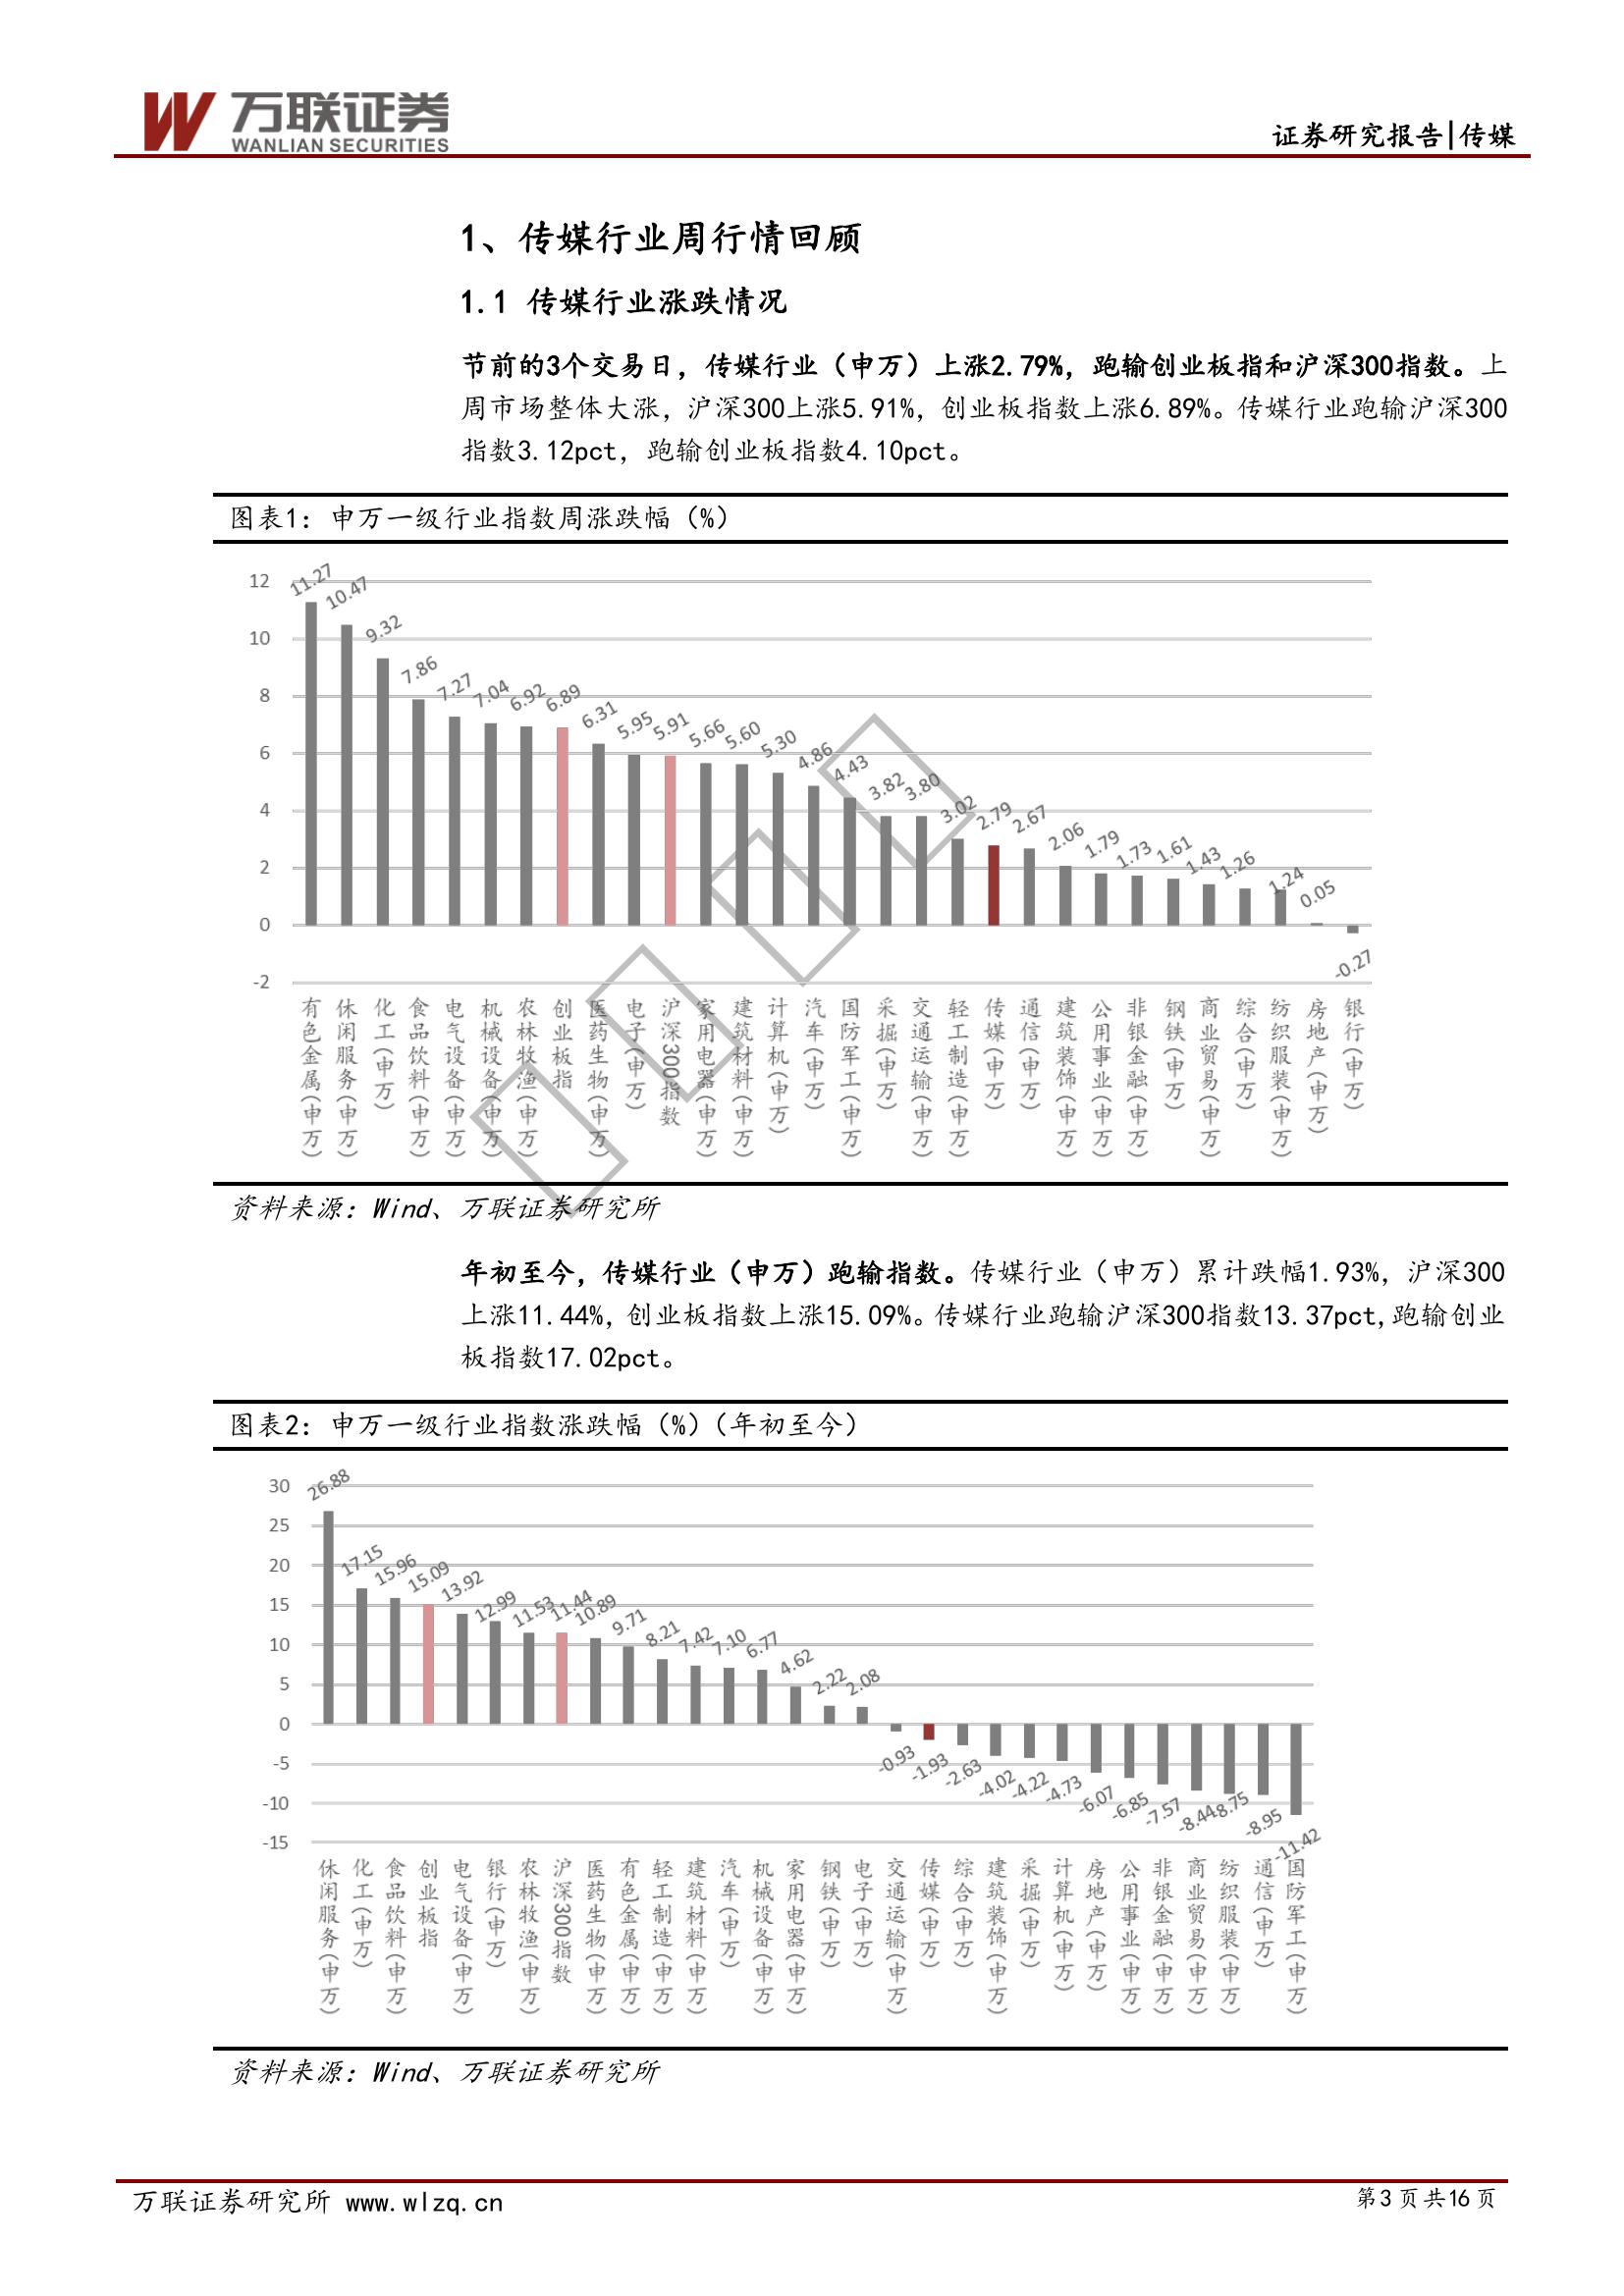 万联证券
WANLIAN SECURITIES
证券研究报告|传媒
1、传媒行业周行情回顾
1.1 传媒行业涨跌情况
节前的3个交易日，传媒行业（申万）上涨2.79%，跑输创业板指和沪深300指数。上
周市场整体大涨，沪深300上涨5.91%，创业板指数上涨6.89%。传媒行业跑输沪深300
指数3.12pct，跑输创业板指数4.10pct。
图表1：申万一级行业指数周涨跌幅（%）
12
10
8
6
4
2
0
-2
11.27
10.47
9.32
7.86
7.27
7.04
6.92
6.89
6.31
5.95
5.91
5.66
5.60
5.30
4.86
4.43
3.82
3.80
3.02
2.79
2.67
2.06
1.79
1.73
1.61
1.43
1.26
1.24
0.05
-0.27
有色金属(申万)
休闲服务(申万)
化工(申万)
食品饮料(申万)
电气设备(申万)
机械设备(申万)
农林牧渔(申万)
创业板指
医药生物(申万)
电子(申万)
沪深300指数
家用电器(申万)
建筑材料(申万)
计算机(申万)
汽车(申万)
国防军工(申万)
采掘(申万)
交通运输(申万)
轻工制造(申万)
传媒(申万)
通信(申万)
建筑装饰(申万)
公用事业(申万)
非银金融(申万)
钢铁(申万)
商业贸易(申万)
综合(申万)
纺织服装(申万)
房地产(申万)
银行(申万)
资料来源：Wind、万联证券研究所
年初至今，传媒行业（申万）跑输指数。传媒行业（申万）累计跌幅1.93%，沪深300
上涨11.44%，创业板指数上涨15.09%。传媒行业跑输沪深300指数13.37pct,跑输创业
板指数17.02pct。
图表2：申万一级行业指数涨跌幅（%）（年初至今）
30
25
20
15
10
5
0
-5
-10
-15
26.88
17.15
15.96
15.09
13.92
12.99
11.53
11.44
10.89
9.71
8.21
7.42
7.10
6.77
4.62
2.22
2.08
-0.93
-1.93
-2.63
-4.02
-4.22
-4.73
-6.07
-6.85
-7.57
-8.44
-8.75
-8.95
-11.42
休闲服务(申万)
化工(申万)
食品饮料(申万)
创业板指
电气设备(申万)
银行(申万)
农林牧渔(申万)
沪深300指数
医药生物(申万)
有色金属(申万)
轻工制造(申万)
建筑材料(申万)
汽车(申万)
机械设备(申万)
家用电器(申万)
钢铁(申万)
电子(申万)
交通运输(申万)
传媒(申万)
综合(申万)
建筑装饰(申万)
采掘(申万)
计算机(申万)
房地产(申万)
公用事业(申万)
非银金融(申万)
商业贸易(申万)
纺织服装(申万)
通信(申万)
国防军工(申万)
资料来源：Wind、万联证券研究所
万联证券研究所 www.wlzq.cn
第3页共16页